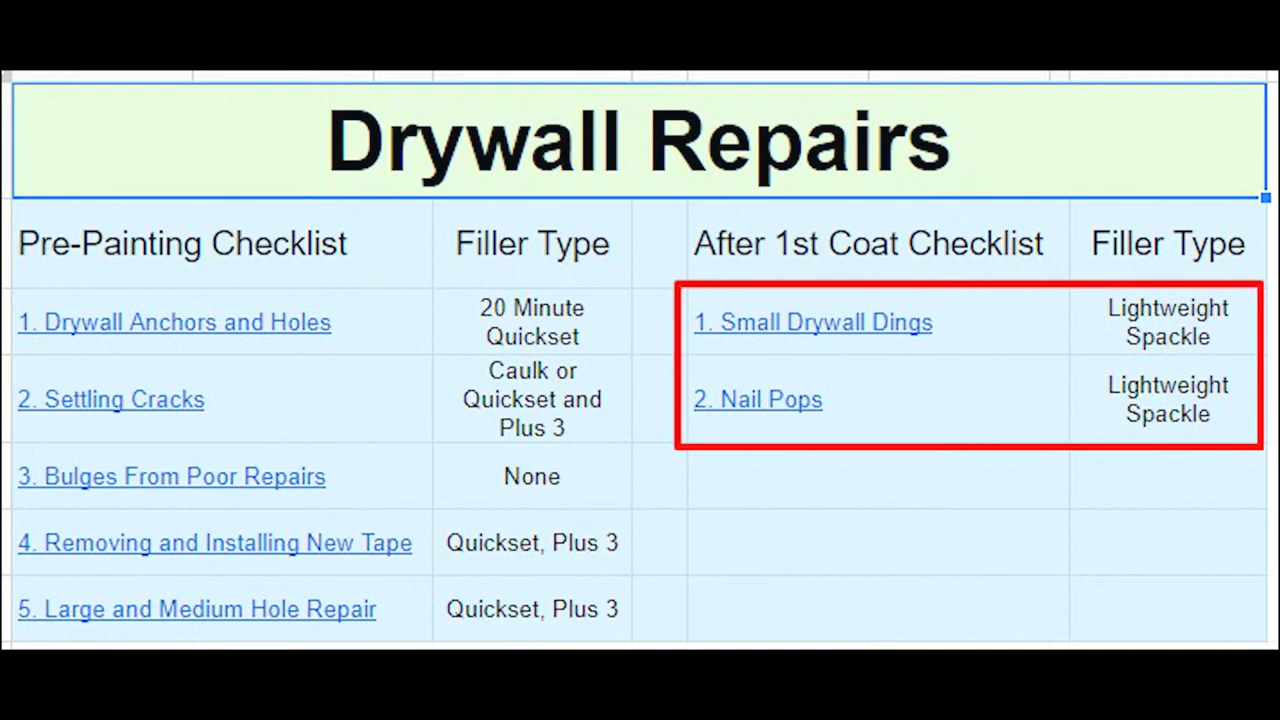 Drywall Repairs
Pre-Painting Checklist
Filler Type
After 1st Coat Checklist
Filler Type
1. Drywall Anchors and Holes
20 Minute
Quickset
1. Small Drywall Dings
Lightweight
Spackle
2. Settling Cracks
Caulk or
Quickset and
Plus 3
2. Nail Pops
Lightweight
Spackle
3. Bulges From Poor Repairs
None
4. Removing and Installing New Tape
Quickset, Plus 3
5. Large and Medium Hole Repair
Quickset, Plus 3